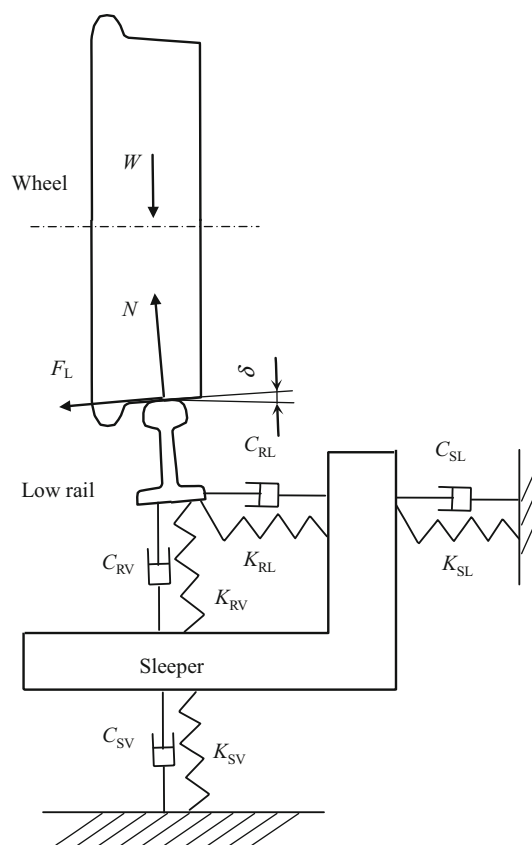 W
Wheel
N
F_L
δ
C_RL
C_SL
Low rail
K_RL
K_SL
C_RV
K_RV
Sleeper
C_SV
K_SV